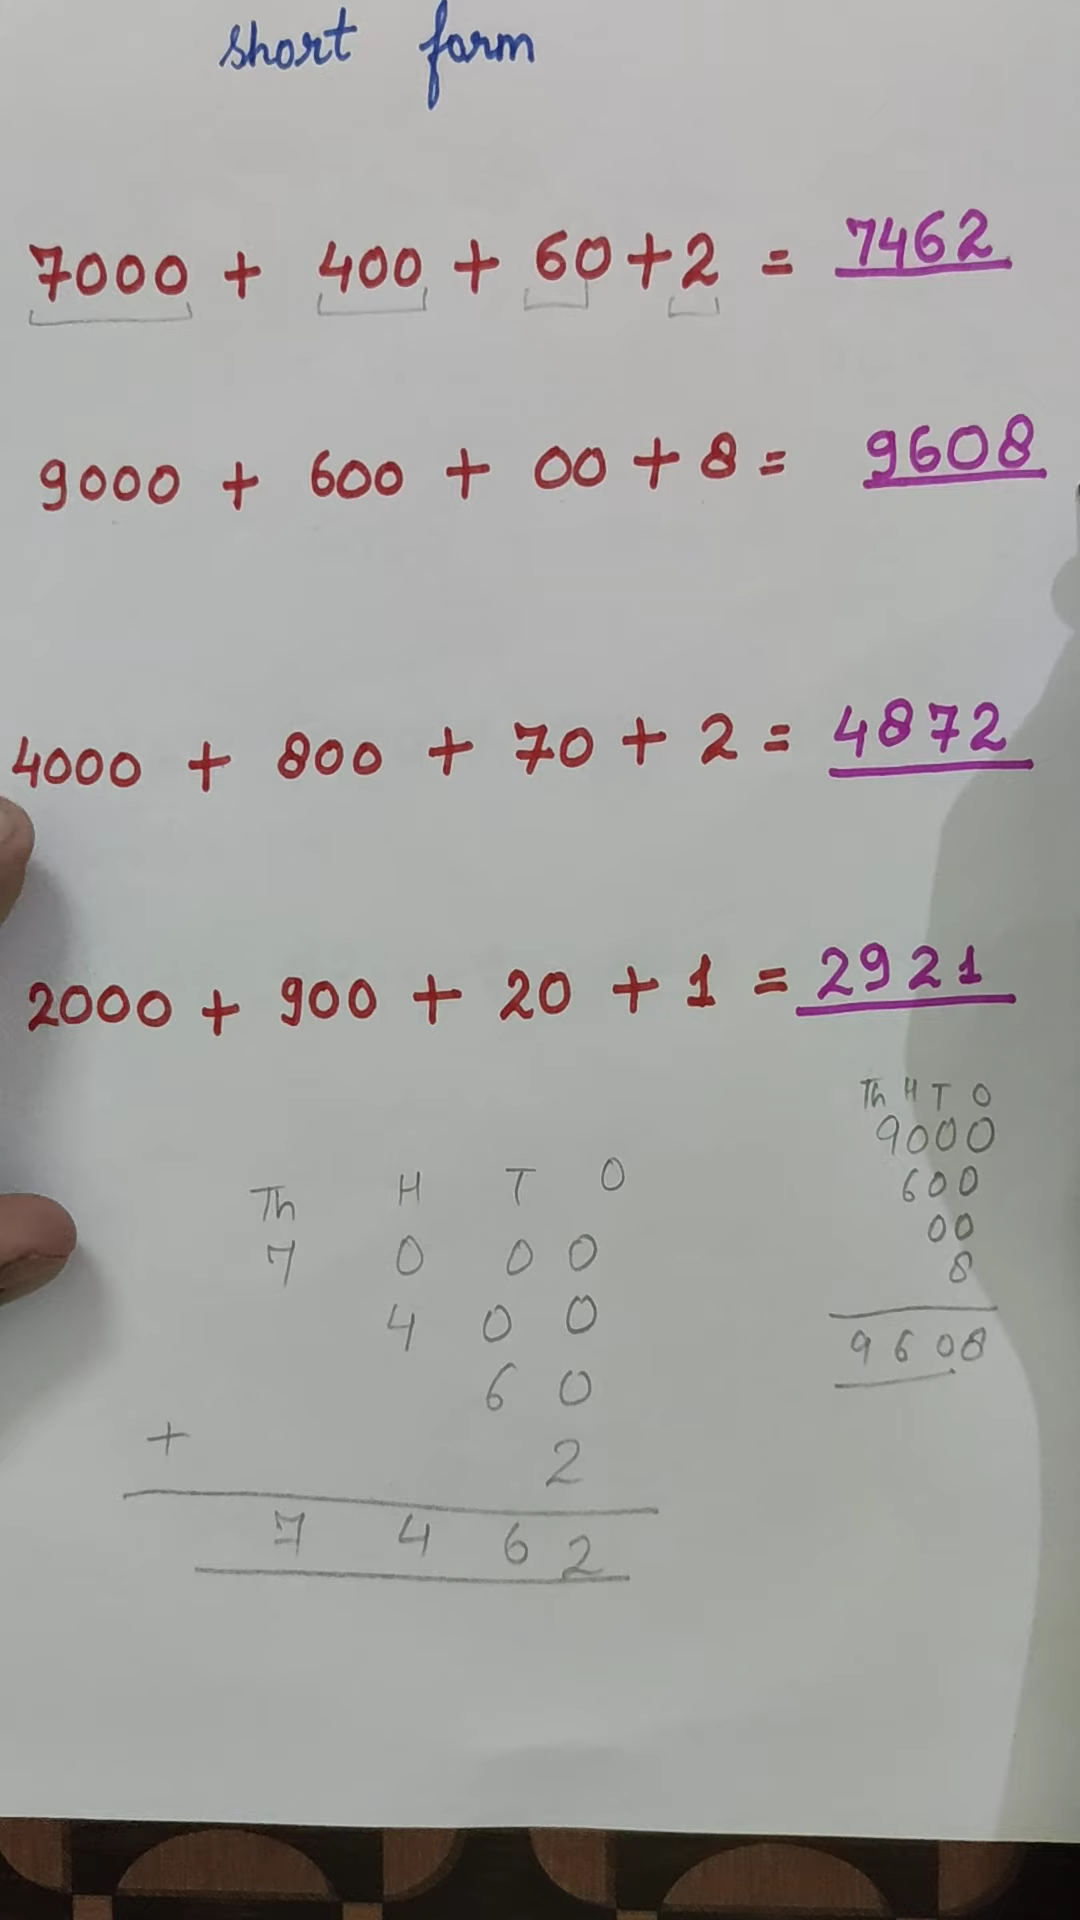 short form
7000 + 400 + 60 + 2 = 7462
9000 + 600 + 00 + 8 = 9608
4000 + 800 + 70 + 2 = 4872
2000 + 900 + 20 + 1 = 2921
Th H T O
7 0 0 0
4 0 0
6 0
+ 2
7 4 6 2
Th H T O
9000
600
00
8
9608